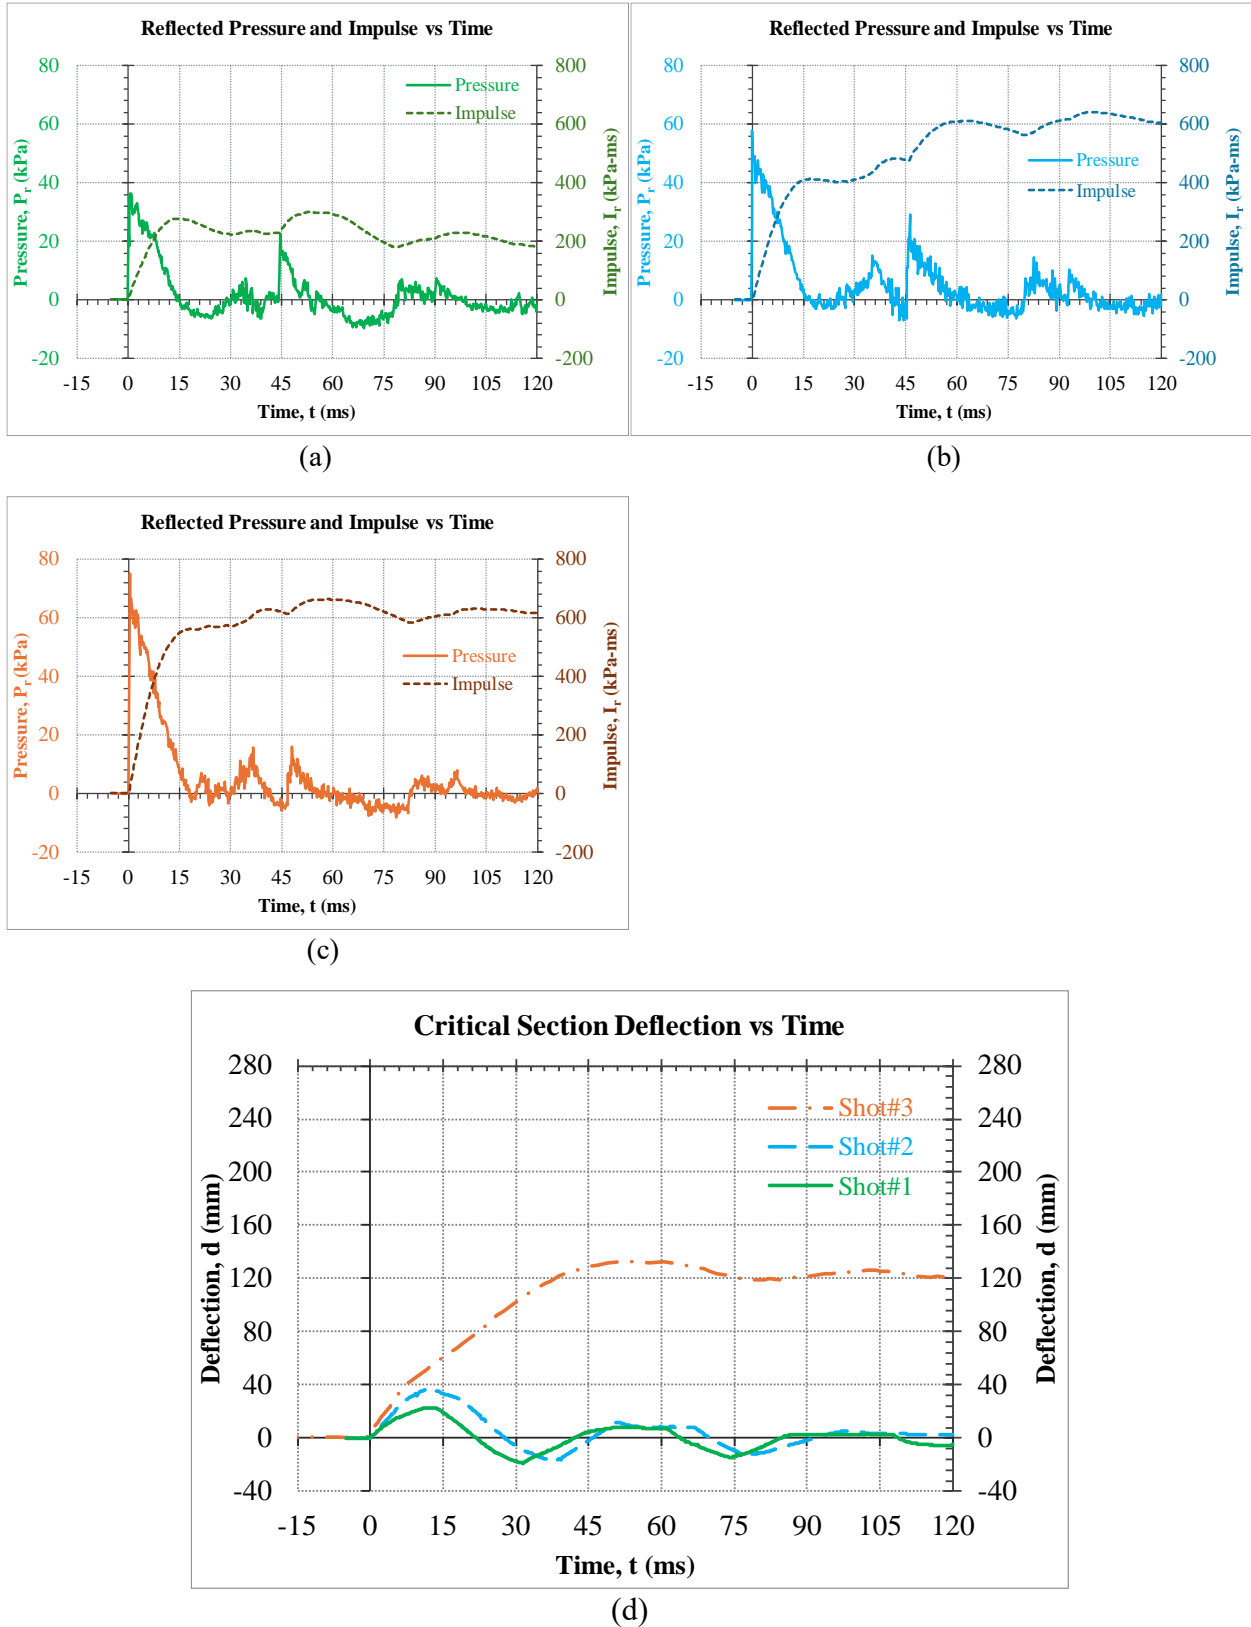 Reflected Pressure and Impulse vs Time
80
60
40
20
0
-20
800
600
400
200
0
-200
-15 0 15 30 45 60 75 90 105 120
Pressure, Pr (kPa)
Impulse, Ir (kPa-ms)
Time, t (ms)
Pressure
Impulse
(a)
Reflected Pressure and Impulse vs Time
80
60
40
20
0
-20
800
600
400
200
0
-200
-15 0 15 30 45 60 75 90 105 120
Pressure, Pr (kPa)
Impulse, Ir (kPa-ms)
Time, t (ms)
Pressure
Impulse
(b)
Reflected Pressure and Impulse vs Time
80
60
40
20
0
-20
800
600
400
200
0
-200
-15 0 15 30 45 60 75 90 105 120
Pressure, Pr (kPa)
Impulse, Ir (kPa-ms)
Time, t (ms)
Pressure
Impulse
(c)
Critical Section Deflection vs Time
280
240
200
160
120
80
40
0
-40
280
240
200
160
120
80
40
0
-40
-15 0 15 30 45 60 75 90 105 120
Deflection, d (mm)
Deflection, d (mm)
Time, t (ms)
Shot#3
Shot#2
Shot#1
(d)